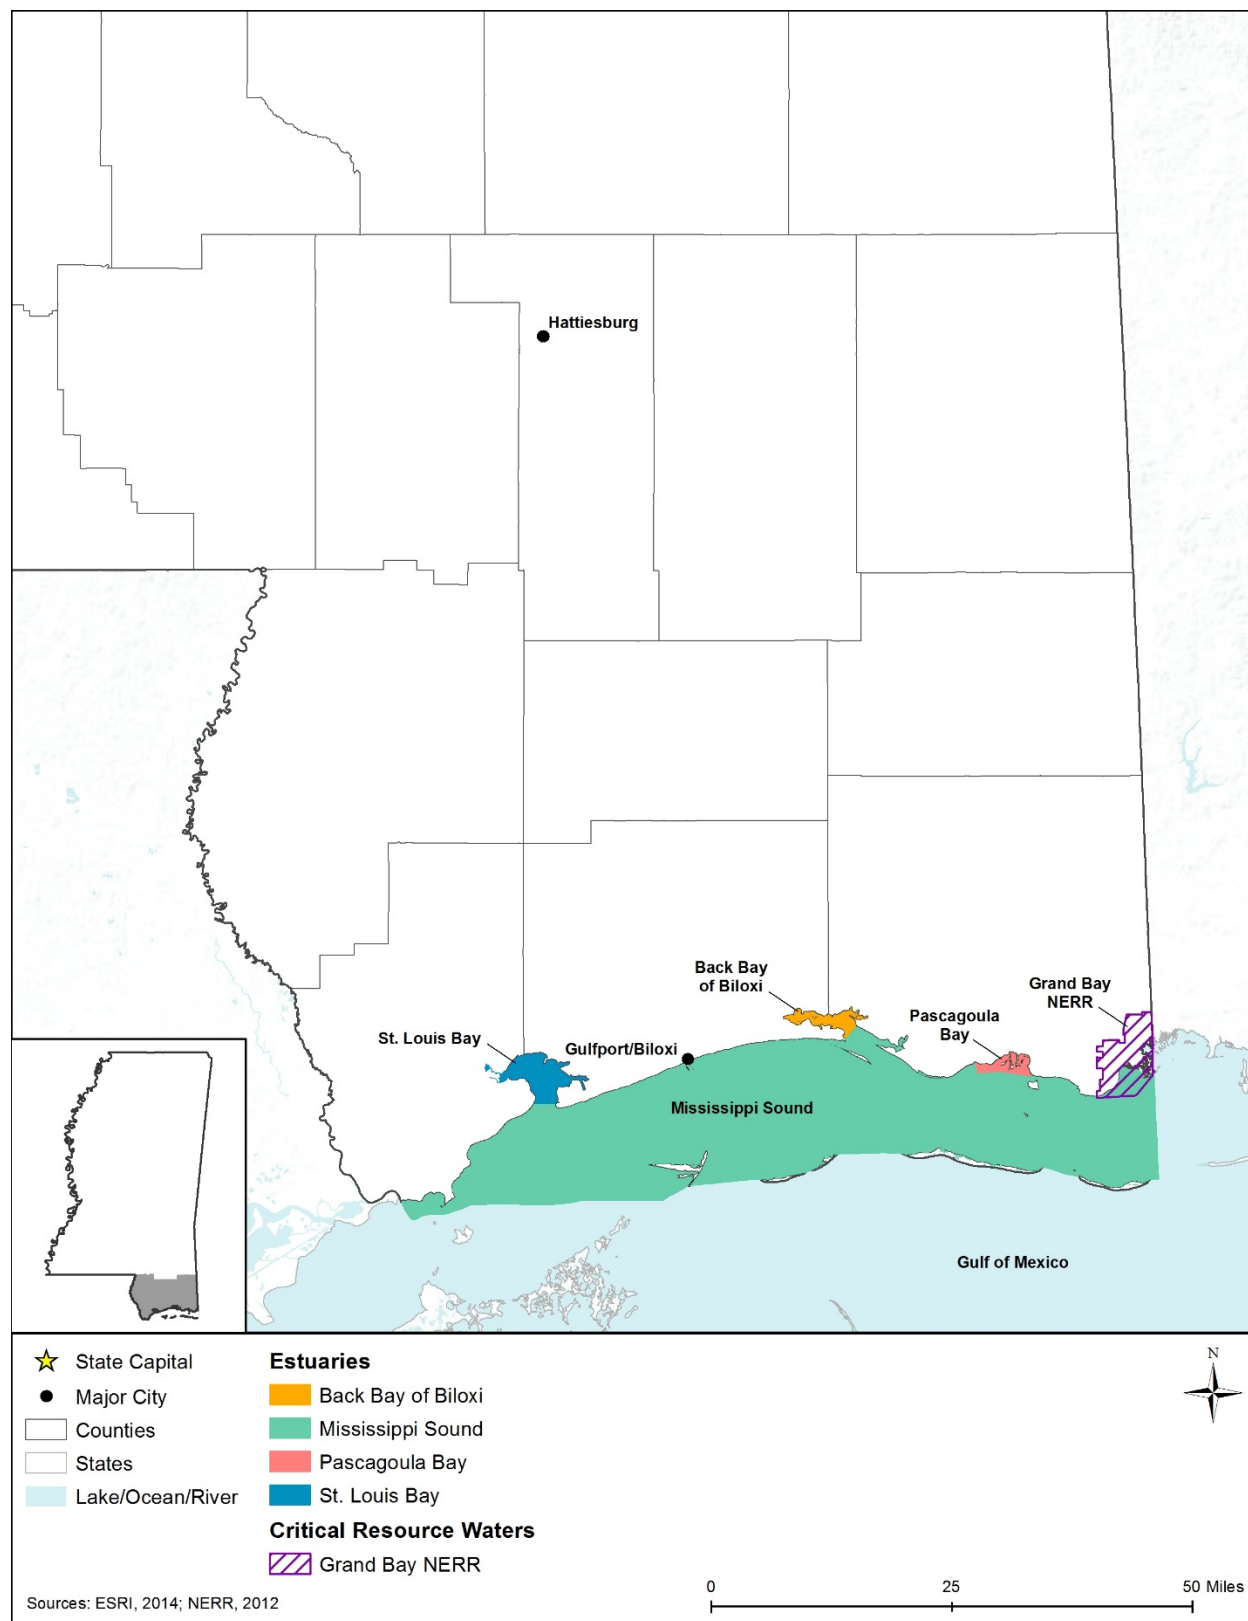 Hattiesburg
Back Bay
of Biloxi
Grand Bay
NERR
Pascagoula
Bay
St. Louis Bay
Gulfport/Biloxi
Mississippi Sound
Gulf of Mexico
State Capital
Major City
Counties
States
Lake/Ocean/River
Estuaries
Back Bay of Biloxi
Mississippi Sound
Pascagoula Bay
St. Louis Bay
Critical Resource Waters
Grand Bay NERR
N
0 25 50 Miles
Sources: ESRI, 2014; NERR, 2012